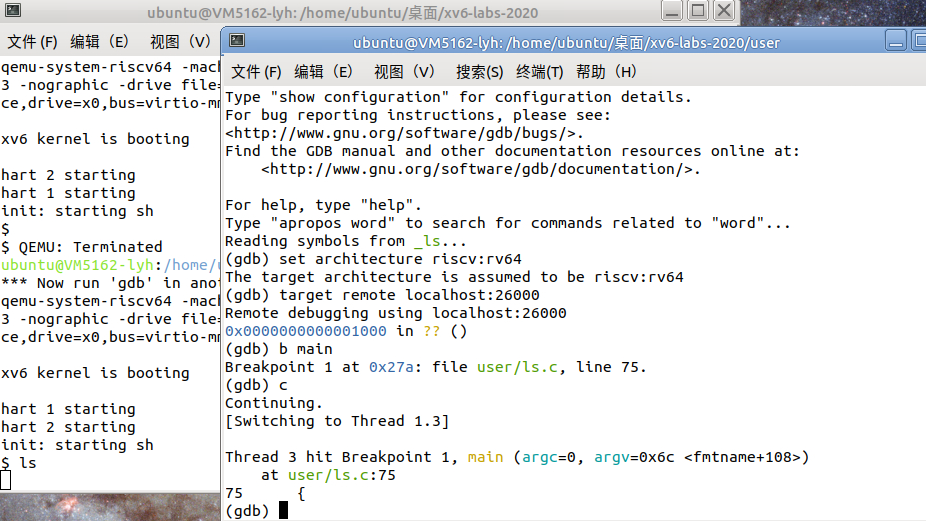 ubuntu@VM5162-lyh: /home/ubuntu/桌面/xv6-labs-2020
文件 (F) 编辑（E） 视图（V）
qemu-system-riscv64 -mach
3 -nographic -drive file=
ce,drive=x0,bus=virtio-mm
xv6 kernel is booting
hart 2 starting
hart 1 starting
init: starting sh
$
$ QEMU: Terminated
ubuntu@VM5162-lyh:/home/u
*** Now run 'gdb' in anot
qemu-system-riscv64 -mach
3 -nographic -drive file=
ce,drive=x0,bus=virtio-mm
xv6 kernel is booting
hart 1 starting
hart 2 starting
init: starting sh
$ ls
ubuntu@VM5162-lyh: /home/ubuntu/桌面/xv6-labs-2020/user
文件 (F) 编辑（E） 视图（V） 搜索(S) 终端(T) 帮助（H）
Type "show configuration" for configuration details.
For bug reporting instructions, please see:
<http://www.gnu.org/software/gdb/bugs/>.
Find the GDB manual and other documentation resources online at:
    <http://www.gnu.org/software/gdb/documentation/>.
For help, type "help".
Type "apropos word" to search for commands related to "word"...
Reading symbols from _ls...
(gdb) set architecture riscv:rv64
The target architecture is assumed to be riscv:rv64
(gdb) target remote localhost:26000
Remote debugging using localhost:26000
0x0000000000001000 in ?? ()
(gdb) b main
Breakpoint 1 at 0x27a: file user/ls.c, line 75.
(gdb) c
Continuing.
[Switching to Thread 1.3]
Thread 3 hit Breakpoint 1, main (argc=0, argv=0x6c <fmtname+108>)
    at user/ls.c:75
75      {
(gdb)